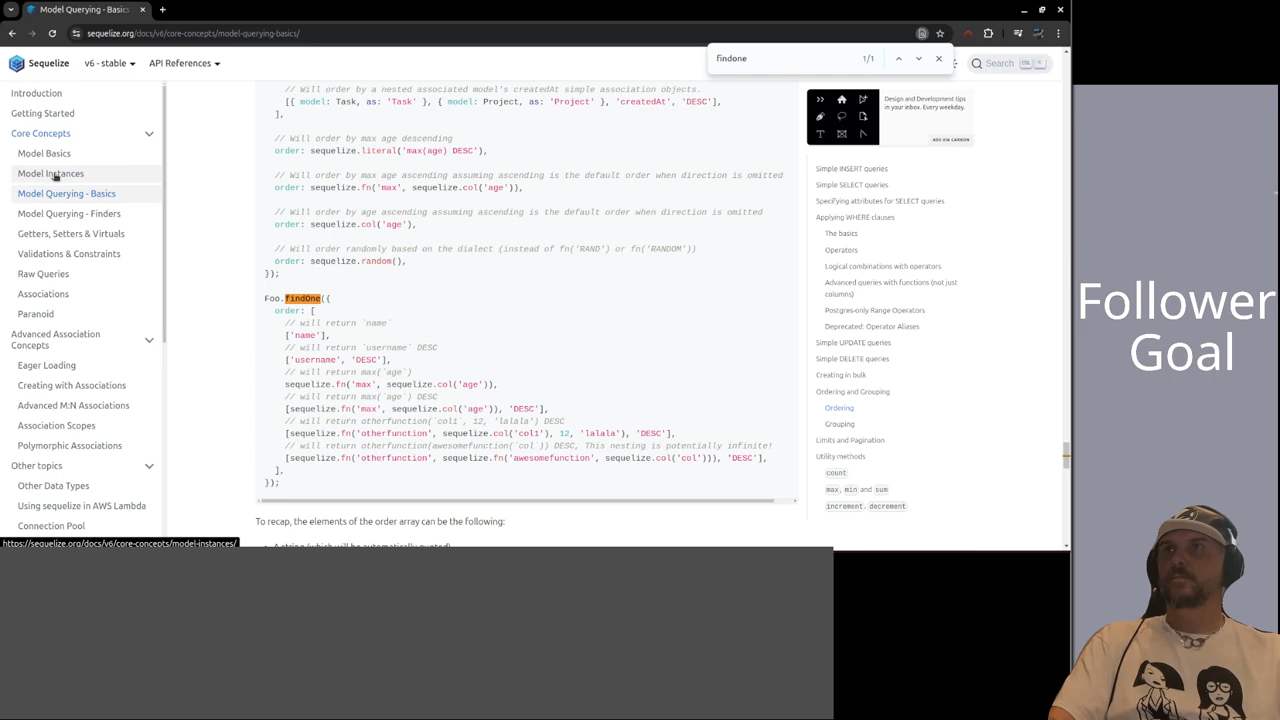 Model Querying - Basics
sequelize.org/docs/v6/core-concepts/model-querying-basics/
Sequelize
v6 - stable
API References
findone
1/1
Search
Introduction
Getting Started
Core Concepts
Model Basics
Model Instances
Model Querying - Basics
Model Querying - Finders
Getters, Setters & Virtuals
Validations & Constraints
Raw Queries
Associations
Paranoid
Advanced Association
Concepts
Eager Loading
Creating with Associations
Advanced M:N Associations
Association Scopes
Polymorphic Associations
Other topics
Other Data Types
Using sequelize in AWS Lambda
Connection Pool
https://sequelize.org/docs/v6/core-concepts/model-instances/
// Will order by a nested associated model's createdAt simple association objects.
[{ model: Task, as: 'Task' }, { model: Project, as: 'Project' }, 'createdAt', 'DESC'],
],
// Will order by max age descending
order: sequelize.literal('max(age) DESC'),
// Will order by max age ascending assuming ascending is the default order when direction is omitted
order: sequelize.fn('max', sequelize.col('age')),
// Will order by age ascending assuming ascending is the default order when direction is omitted
order: sequelize.col('age'),
// Will order randomly based on the dialect (instead of fn('RAND') or fn('RANDOM'))
order: sequelize.random(),
});
Foo.findOne({
order: [
// will return `name`
['name'],
// will return `username` DESC
['username', 'DESC'],
// will return max(`age`)
sequelize.fn('max', sequelize.col('age')),
// will return max(`age`) DESC
[sequelize.fn('max', sequelize.col('age')), 'DESC'],
// will return otherfunction(`col1`, 12, 'lalala') DESC
[sequelize.fn('otherfunction', sequelize.col('col1'), 12, 'lalala'), 'DESC'],
// will return otherfunction(awesomefunction(`col`)) DESC, This nesting is potentially infinite!
[sequelize.fn('otherfunction', sequelize.fn('awesomefunction', sequelize.col('col'))), 'DESC'],
],
});
To recap, the elements of the order array can be the following:
Design and Development tips
in your inbox. Every weekday.
ADS VIA CARBON
Simple INSERT queries
Simple SELECT queries
Specifying attributes for SELECT queries
Applying WHERE clauses
The basics
Operators
Logical combinations with operators
Advanced queries with functions (not just
columns)
Postgres-only Range Operators
Deprecated: Operator Aliases
Simple UPDATE queries
Simple DELETE queries
Creating in bulk
Ordering and Grouping
Ordering
Grouping
Limits and Pagination
Utility methods
count
max, min and sum
increment, decrement
Follower
Goal